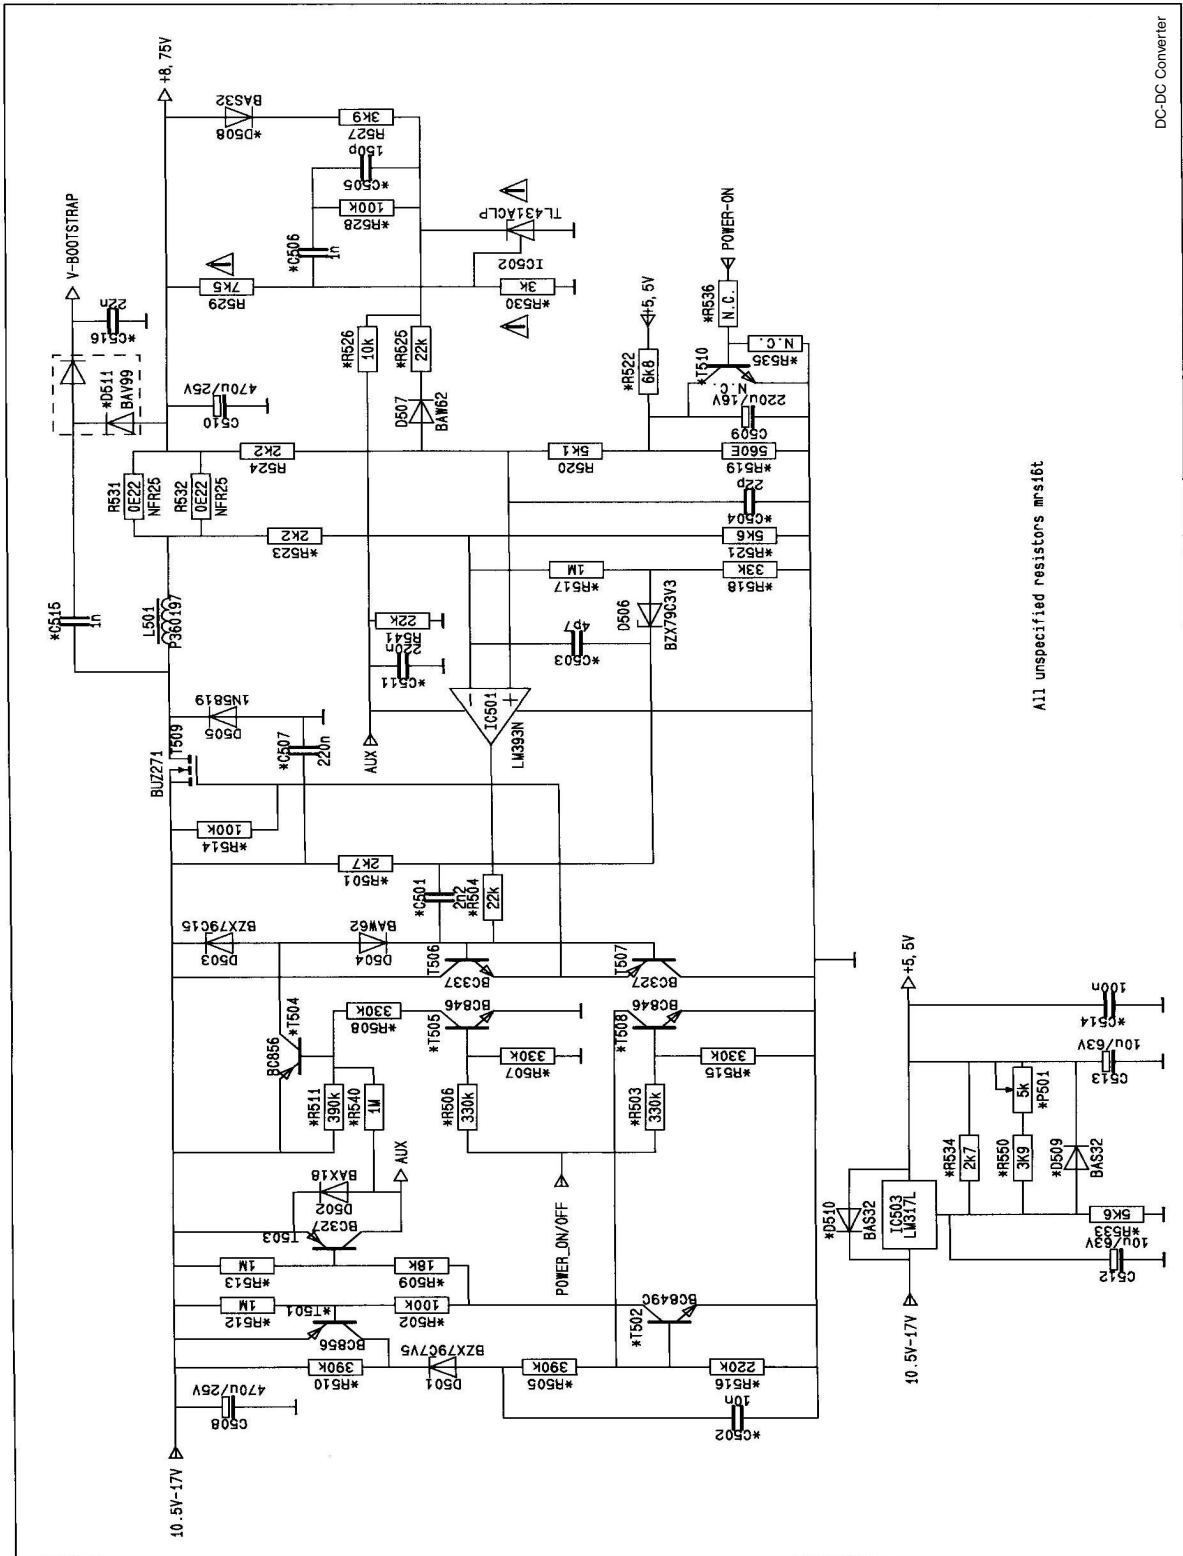 DC-DC Converter
+8,75V
V-BOOTSTRAP
22n
*C516
*D511
BAV99
470u/25V
C510
BAS32
*D508
3k9
R527
150p
*C505
100k
*R528
*C506
1n
7K5
R529
TL431ACLP
IC502
3k
*R530
*R526
10k
*R525
22k
D507
BAW62
R531
0E22
NFR25
R532
0E22
NFR25
2K2
R524
2K2
*R523
5K1
R520
+5,5V
*R522
6k8
POWER-ON
*R536
N.C.
N.C.
*R535
*T510
N.C.
220u/16V
C509
560E
*R519
22p
*C504
5K6
*R521
1M
*R517
33k
*R518
D506
BZX79C3V3
4p7
*C503
*C515
1n
L501
P360197
22k
R541
220n
*C511
AUX
IC501
LM393N
-
+
1N5819
D505
T509
BUZ271
*C507
220n
100k
*R514
2K7
*R501
*C501
2n2
*R504
22k
BZX79C15
D503
BAW62
D504
T506
BC337
T507
BC327
*T504
BC856
330k
*R508
BC846
*T505
330k
*R507
BC846
*T508
330k
*R515
*R511
390k
*R540
1M
*R506
330k
*R503
330k
AUX
BAX18
D502
BC327
T503
POWER_ON/OFF
1M
*R513
18k
*R509
1M
*R512
*T501
BC856
100k
*R502
BC849C
*T502
390k
*R510
BZX79C7V5
D501
390k
*R505
220k
*R516
10n
*C502
470u/25V
C508
10.5V-17V
All unspecified resistors mrs16t
+5,5V
100n
*C514
10u/63V
C513
5k
*P501
*R534
2k7
*R550
3K9
*D509
BAS32
*D510
BAS32
IC503
LM317L
5K6
*R533
10u/63V
C512
10.5V-17V